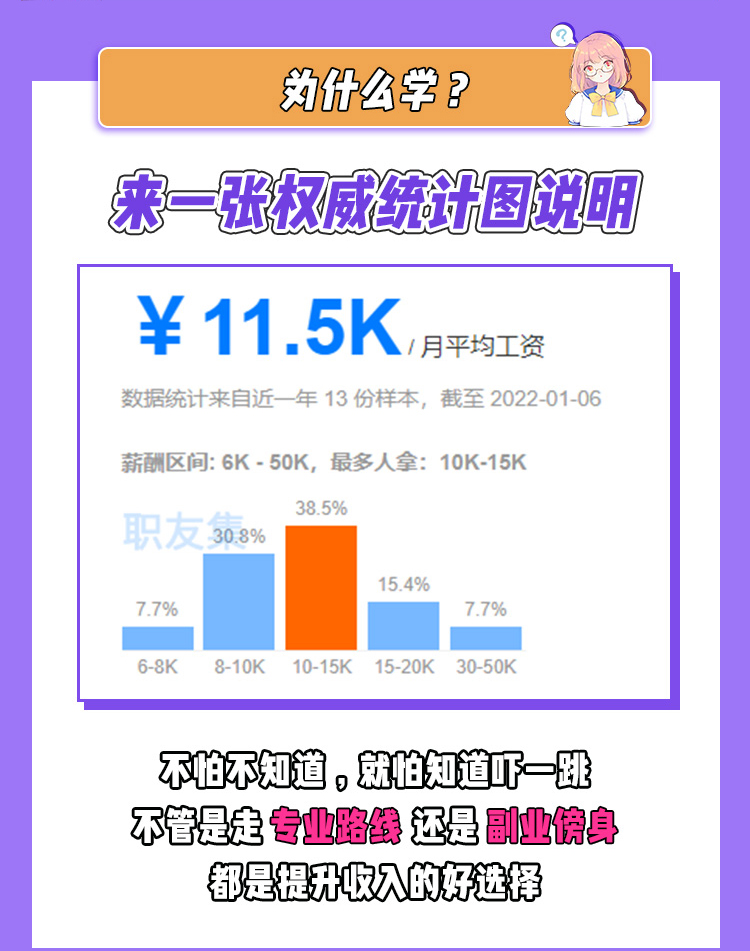 为什么学？
?
来一张权威统计图说明
￥11.5K / 月平均工资
数据统计来自近一年 13 份样本，截至 2022-01-06
薪酬区间: 6K - 50K，最多人拿：10K-15K
职友集
38.5%
30.8%
15.4%
7.7%
7.7%
6-8K 8-10K 10-15K 15-20K 30-50K
不怕不知道，就怕知道吓一跳
不管是走专业路线 还是副业傍身
都是提升收入的好选择